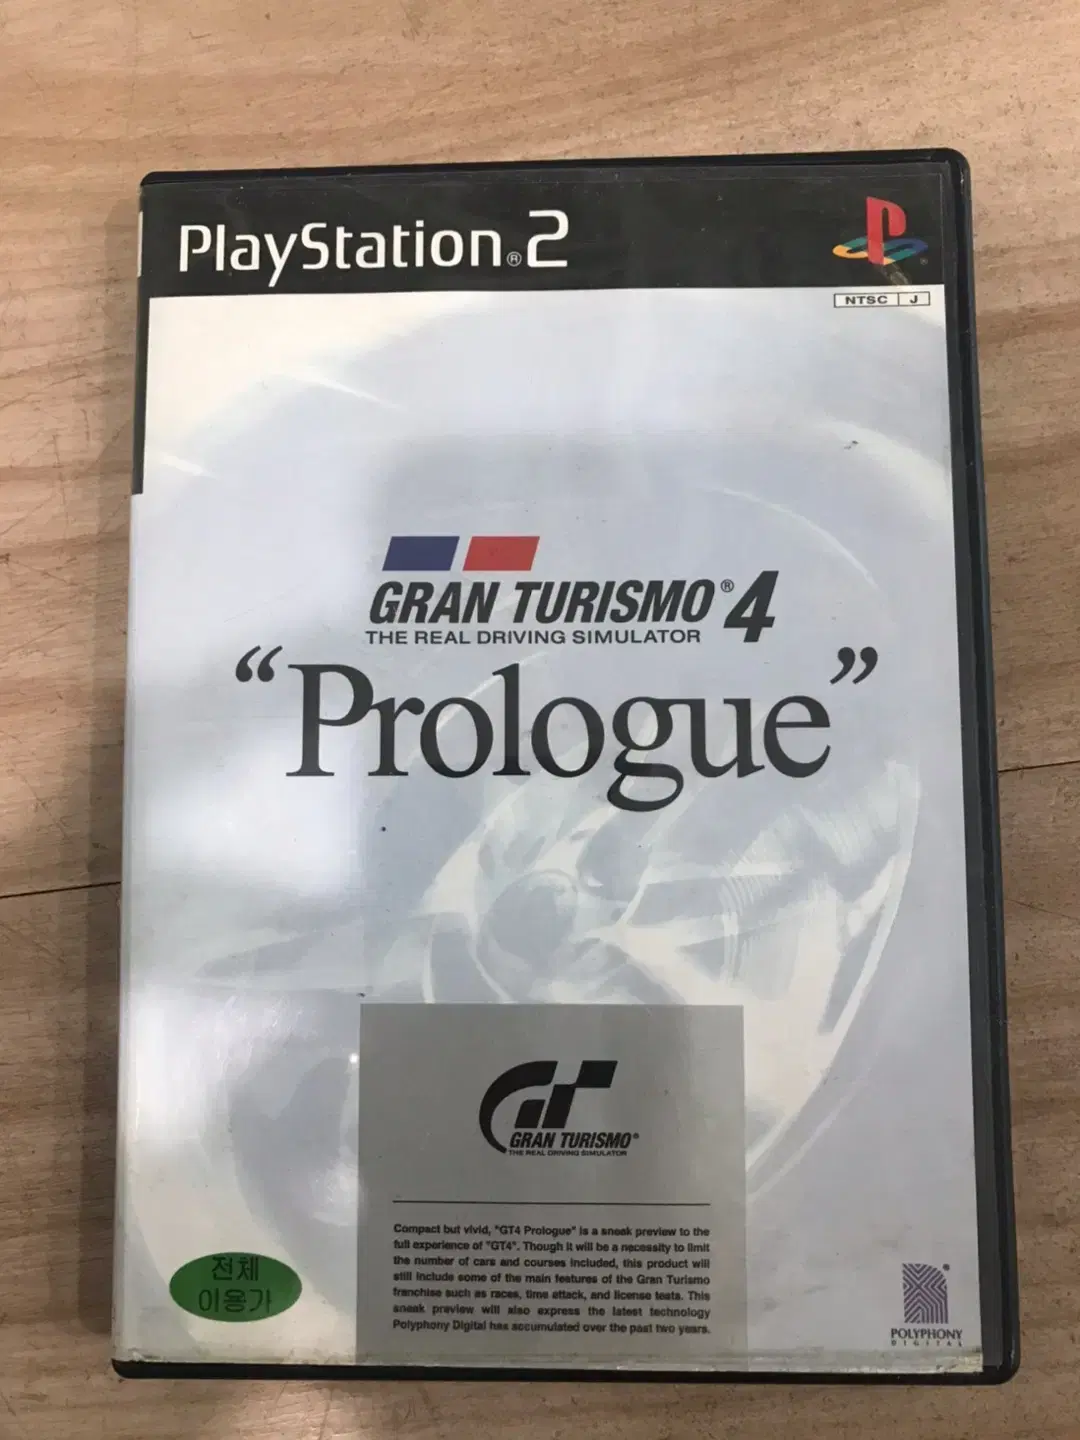 PlayStation®2
NTSC J
GRAN TURISMO® 4
THE REAL DRIVING SIMULATOR
“Prologue”
GRAN TURISMO®
THE REAL DRIVING SIMULATOR
Compact but vivid, "GT4 Prologue" is a sneak preview to the
full experience of "GT4". Though it will be a necessity to limit
the number of cars and courses included, this product will
still include some of the main features of the Gran Turismo
franchise such as races, time attack, and license tests. This
sneak preview will also express the latest technology
Polyphony Digital has accumulated over the past two years.
전체
이용가
POLYPHONY
DIGITAL